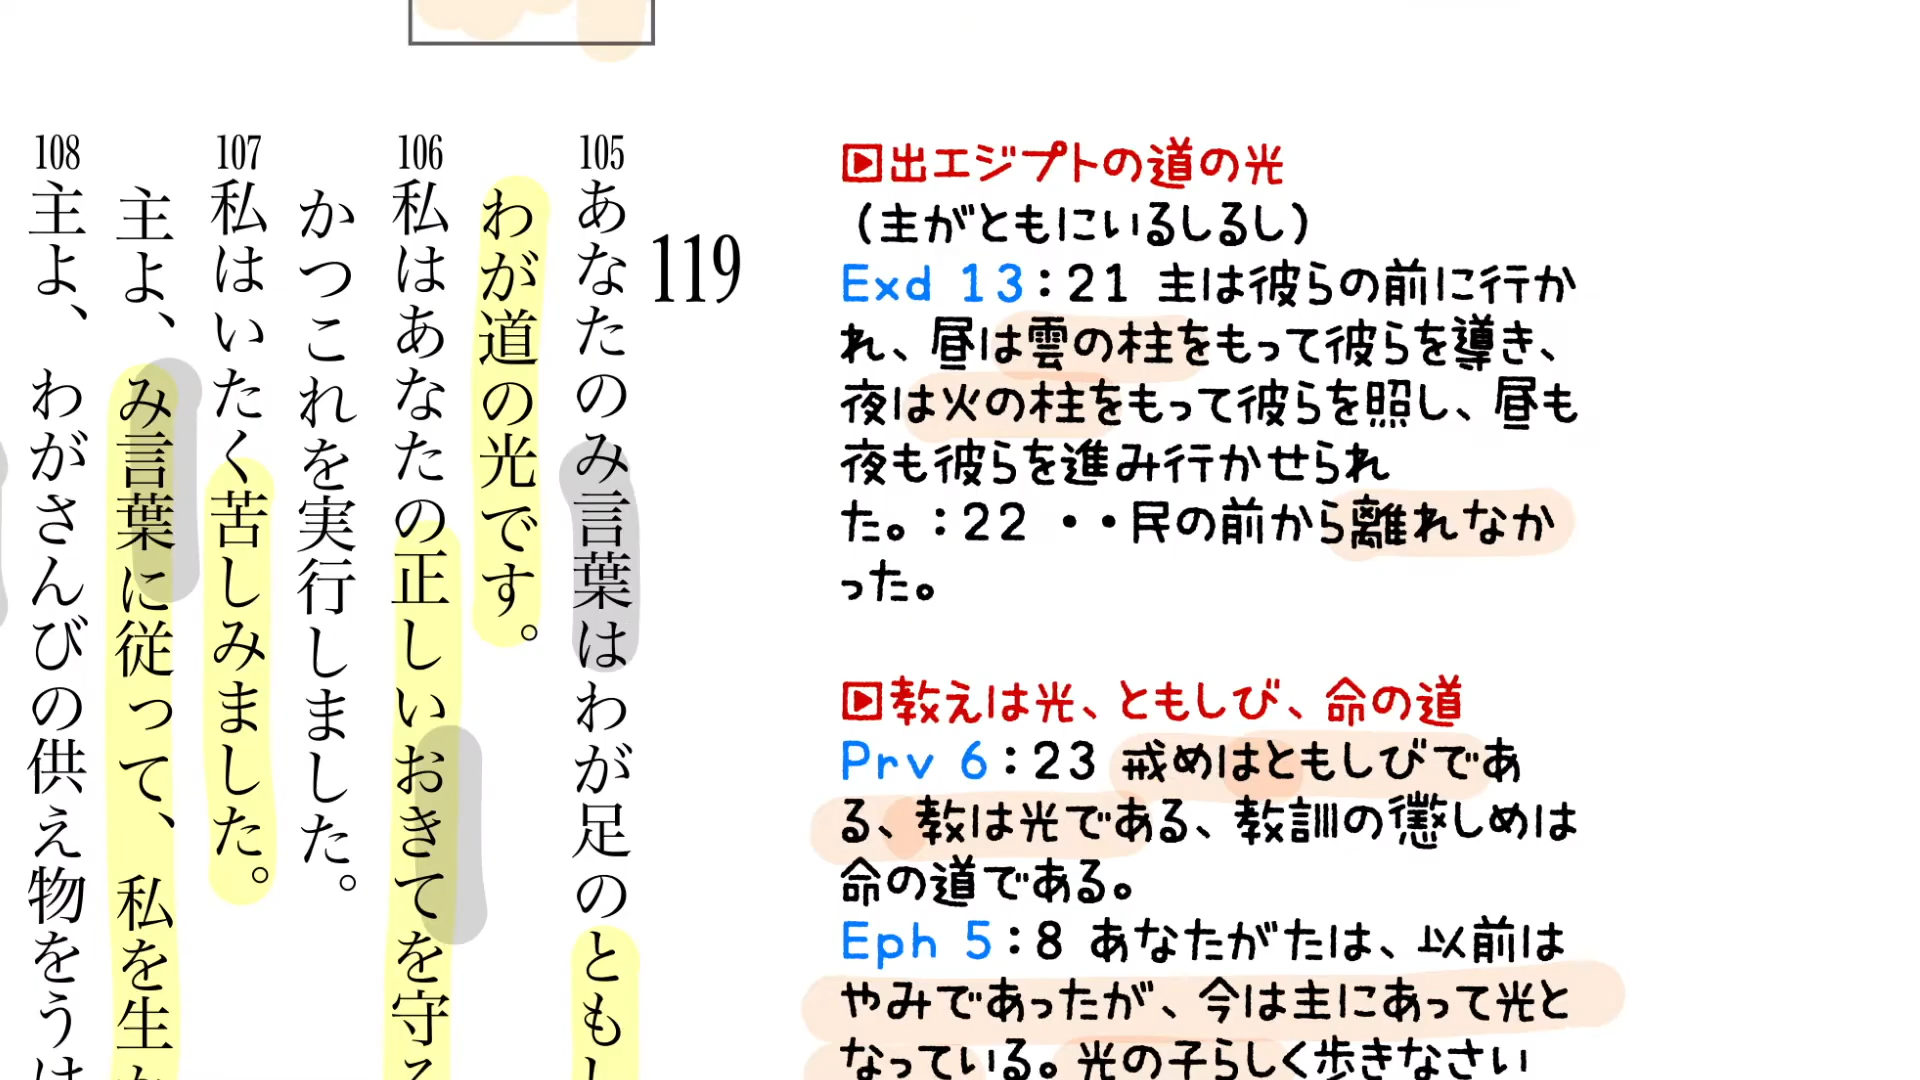 119
105 あなたのみ言葉はわが足のともし
わが道の光です。
106 私はあなたの正しいおきてを守る
かつこれを実行しました。
107 私はいたく苦しみました。
主よ、み言葉に従って、私を生か
108 主よ、わがさんびの供え物をうけ
出エジプトの道の光
（主がともにいるしるし）
Exd 13：21 主は彼らの前に行か
れ、昼は雲の柱をもって彼らを導き、
夜は火の柱をもって彼らを照し、昼も
夜も彼らを進み行かせられ
た。：22 ・・民の前から離れなか
った。
教えは光、ともしび、命の道
Prv 6：23 戒めはともしびであ
る、教は光である、教訓の懲しめは
命の道である。
Eph 5：8 あなたがたは、以前は
やみであったが、今は主にあって光と
なっている。光の子らしく歩きなさい